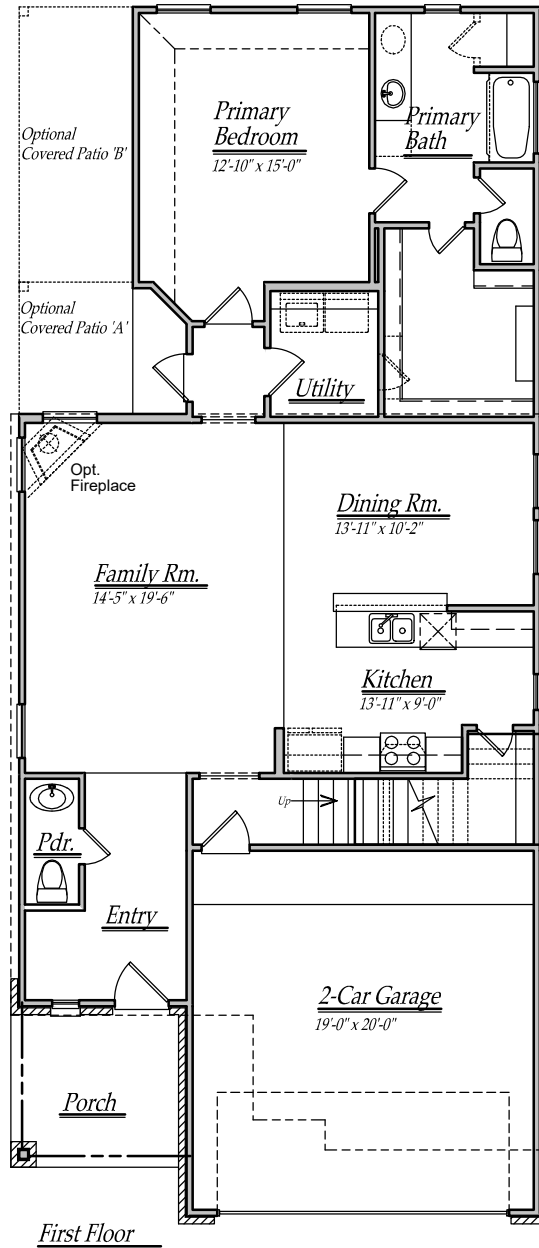 Primary
Bedroom
12'-10" x 15'-0"
Primary
Bath
Optional
Covered Patio 'B'
Optional
Covered Patio 'A'
Utility
Opt.
Fireplace
Dining Rm.
13'-11" x 10'-2"
Family Rm.
14'-5" x 19'-6"
Kitchen
13'-11" x 9'-0"
Up
Pdr.
Entry
2-Car Garage
19'-0" x 20'-0"
Porch
First Floor